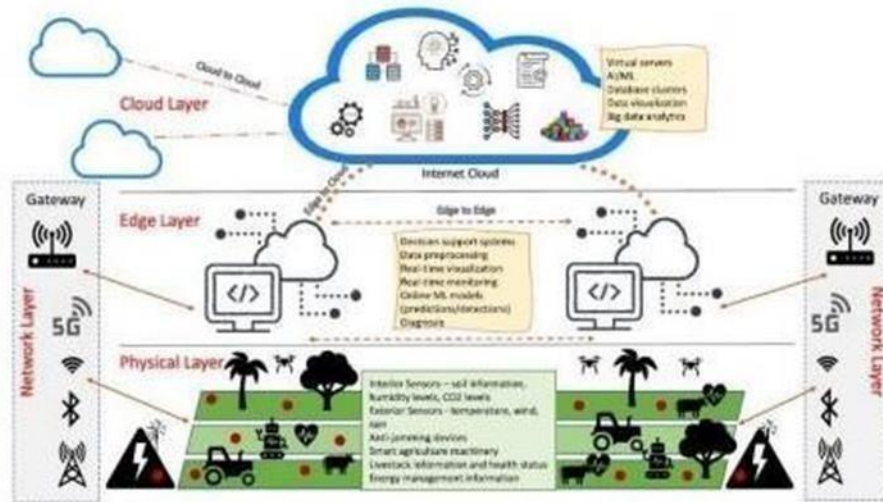 Cloud to Cloud
Cloud Layer
Virtual servers
AI/ML
Database clusters
Data visualization
Big data analytics
Internet Cloud
Gateway
Edge Layer
Edge to Cloud
Edge to Edge
Gateway
Decision support systems
Data preprocessing
Real-time visualization
Real-time monitoring
Online ML models
(predictions/detections)
Diagnosis
</>
</>
5G
5G
Network Layer
Network Layer
Physical Layer
Interior Sensors – soil information,
humidity levels, CO2 levels
Exterior Sensors - temperature, wind,
rain
Anti-jamming devices
Smart agriculture machinery
Livestock information and health status
Energy management information